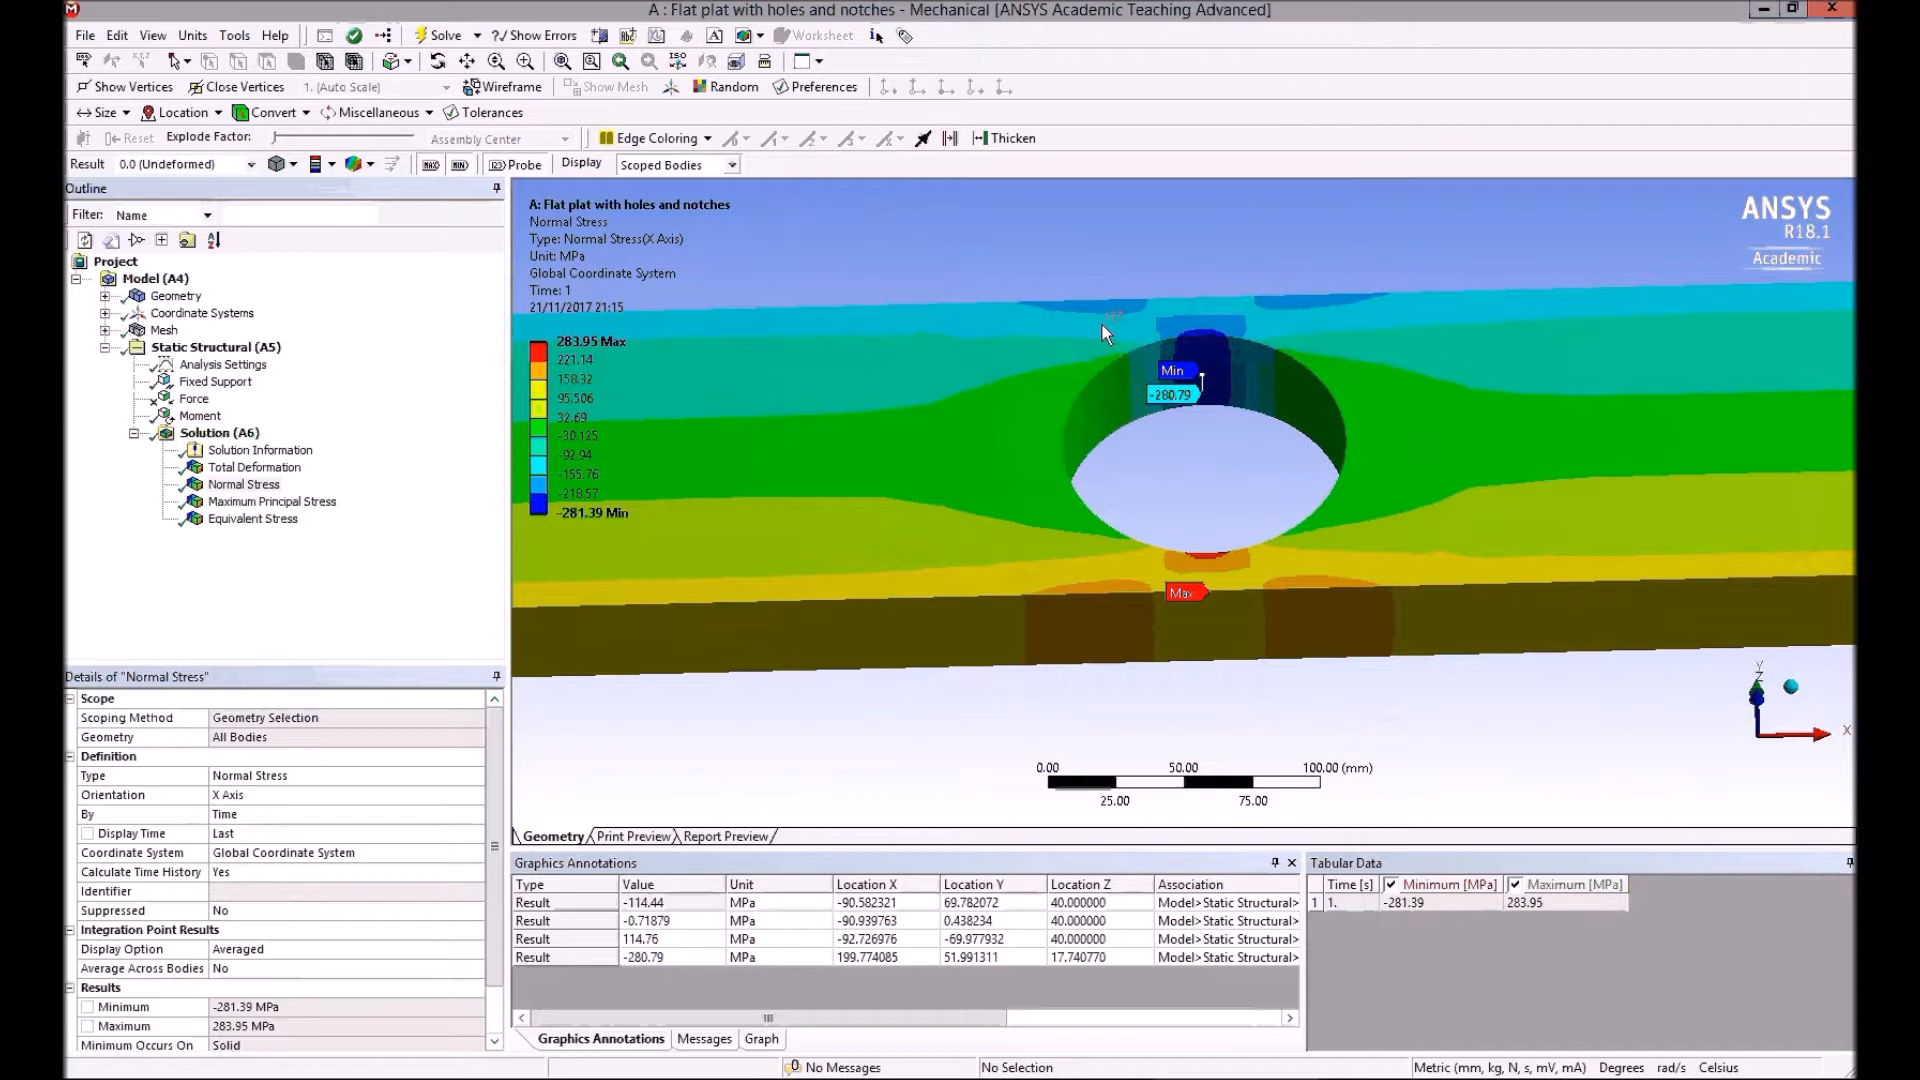 A : Flat plat with holes and notches - Mechanical [ANSYS Academic Teaching Advanced]
File Edit View Units Tools Help Solve ?/ Show Errors Worksheet
Show Vertices Close Vertices 1. (Auto Scale) Wireframe Show Mesh Random Preferences
Size Location Convert Miscellaneous Tolerances
Reset Explode Factor: Assembly Center Edge Coloring Thicken
Result 0.0 (Undeformed) MAX MIN Probe Display Scoped Bodies
Outline
Filter: Name
Project
Model (A4)
Geometry
Coordinate Systems
Mesh
Static Structural (A5)
Analysis Settings
Fixed Support
Force
Moment
Solution (A6)
Solution Information
Total Deformation
Normal Stress
Maximum Principal Stress
Equivalent Stress
Details of "Normal Stress"
Scope
Scoping Method Geometry Selection
Geometry All Bodies
Definition
Type Normal Stress
Orientation X Axis
By Time
Display Time Last
Coordinate System Global Coordinate System
Calculate Time History Yes
Identifier
Suppressed No
Integration Point Results
Display Option Averaged
Average Across Bodies No
Results
Minimum -281.39 MPa
Maximum 283.95 MPa
Minimum Occurs On Solid
A: Flat plat with holes and notches
Normal Stress
Type: Normal Stress(X Axis)
Unit: MPa
Global Coordinate System
Time: 1
21/11/2017 21:15
283.95 Max
221.14
158.32
95.506
32.69
-30.125
-92.94
-155.76
-218.57
-281.39 Min
ANSYS
R18.1
Academic
Min
-280.79
Max
Y
Z
X
0.00 50.00 100.00 (mm)
25.00 75.00
Geometry Print Preview Report Preview
Graphics Annotations
Type Value Unit Location X Location Y Location Z Association
Result -114.44 MPa -90.582321 69.782072 40.000000 Model>Static Structural>
Result -0.71879 MPa -90.939763 0.438234 40.000000 Model>Static Structural>
Result 114.76 MPa -92.726976 -69.977932 40.000000 Model>Static Structural>
Result -280.79 MPa 199.774085 51.991311 17.740770 Model>Static Structural>
Graphics Annotations Messages Graph
Tabular Data
Time [s] Minimum [MPa] Maximum [MPa]
1 1. -281.39 283.95
0 No Messages No Selection Metric (mm, kg, N, s, mV, mA) Degrees rad/s Celsius